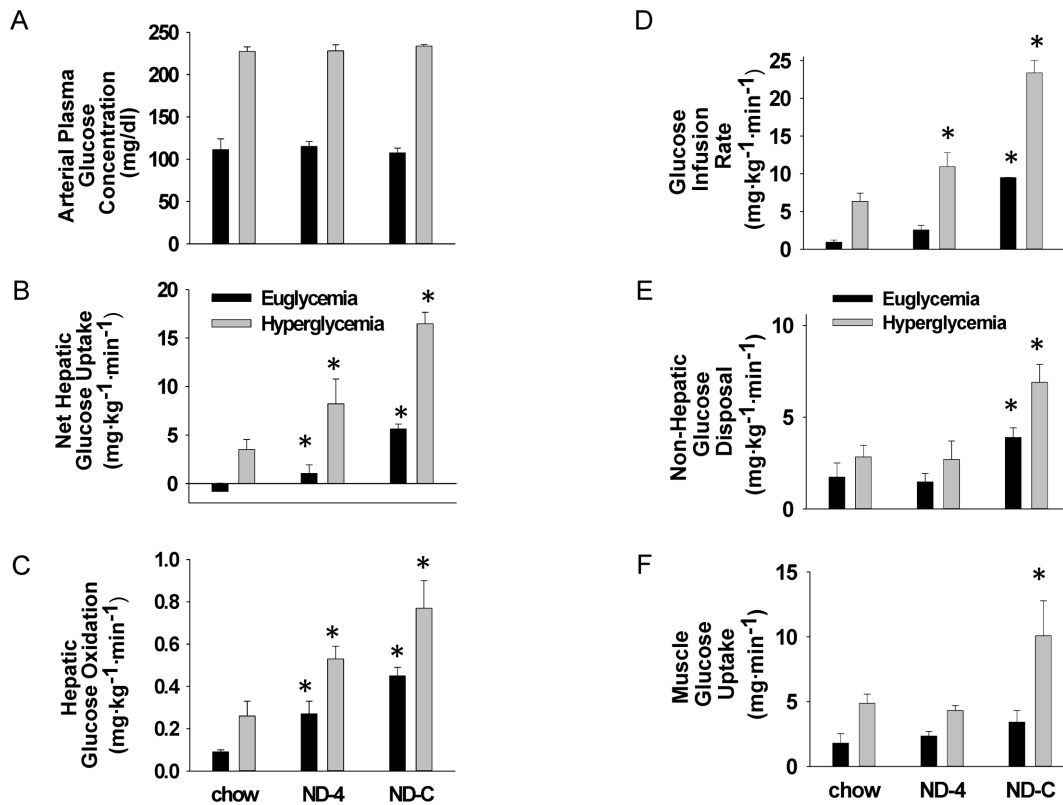 A
Arterial Plasma
Glucose
Concentration
(mg/dl)
250
200
150
100
50
0
B
Net Hepatic
Glucose Uptake
(mg·kg⁻¹·min⁻¹)
20
15
10
5
0
Euglycemia
Hyperglycemia
*
*
*
*
C
Hepatic
Glucose Oxidation
(mg·kg⁻¹·min⁻¹)
1.0
0.8
0.6
0.4
0.2
0.0
*
*
*
*
chow ND-4 ND-C
D
Glucose
Infusion
Rate
(mg·kg⁻¹·min⁻¹)
25
20
15
10
5
0
*
*
*
E
Non-Hepatic
Glucose
Disposal
(mg·kg⁻¹·min⁻¹)
10
5
0
Euglycemia
Hyperglycemia
*
*
F
Muscle
Glucose
Uptake
(mg·min⁻¹)
15
10
5
0
*
chow ND-4 ND-C